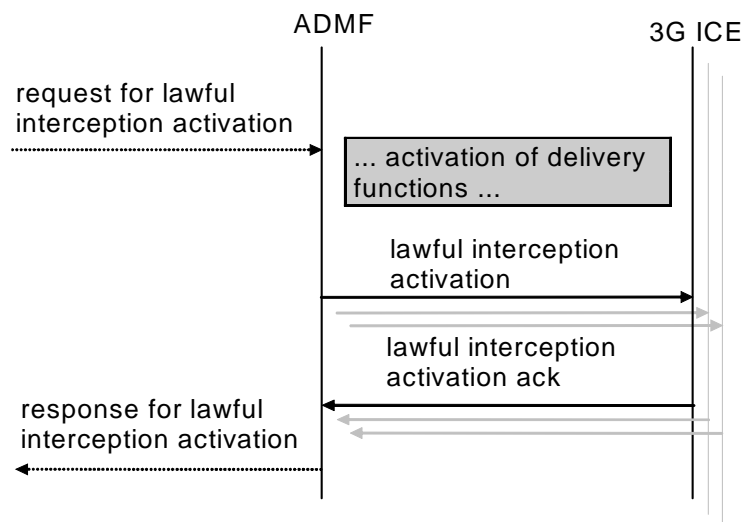 ADMF
3G ICE
request for lawful
interception activation
... activation of delivery
functions ...
lawful interception
activation
lawful interception
activation ack
response for lawful
interception activation